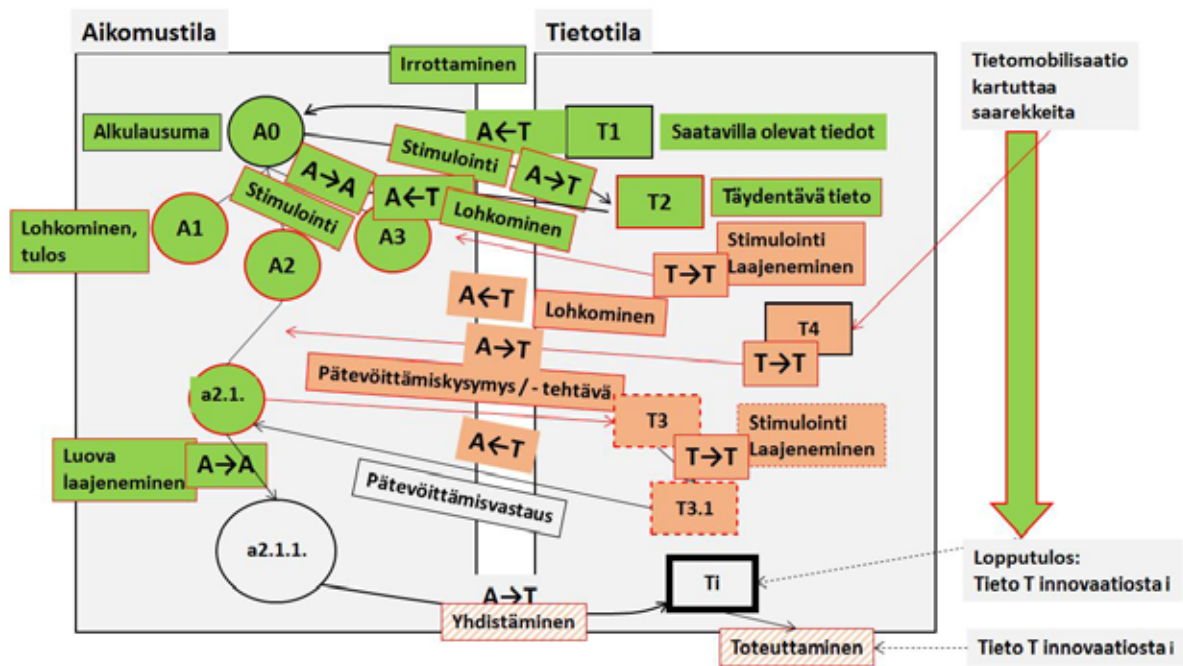 Aikomustila
Tietotila
Irrottaminen
Tietomobilisaatio
kartuttaa
saarekkeita
Alkulausuma
A0
A←T
T1
Saatavilla olevat tiedot
Stimulointi
A→T
A→A
Stimulointi
A←T
Lohkominen
T2
Täydentävä tieto
Lohkominen,
tulos
A1
A2
A3
T→T
Stimulointi
Laajeneminen
A←T
Lohkominen
T4
A→T
T→T
Pätevöittämiskysymys / - tehtävä
a2.1.
T3
Stimulointi
Laajeneminen
A←T
T→T
Luova
laajeneminen
A→A
Pätevöittämisvastaus
T3.1
a2.1.1.
Ti
Lopputulos:
Tieto T innovaatiosta i
A→T
Yhdistäminen
Toteuttaminen
Tieto T innovaatiosta i